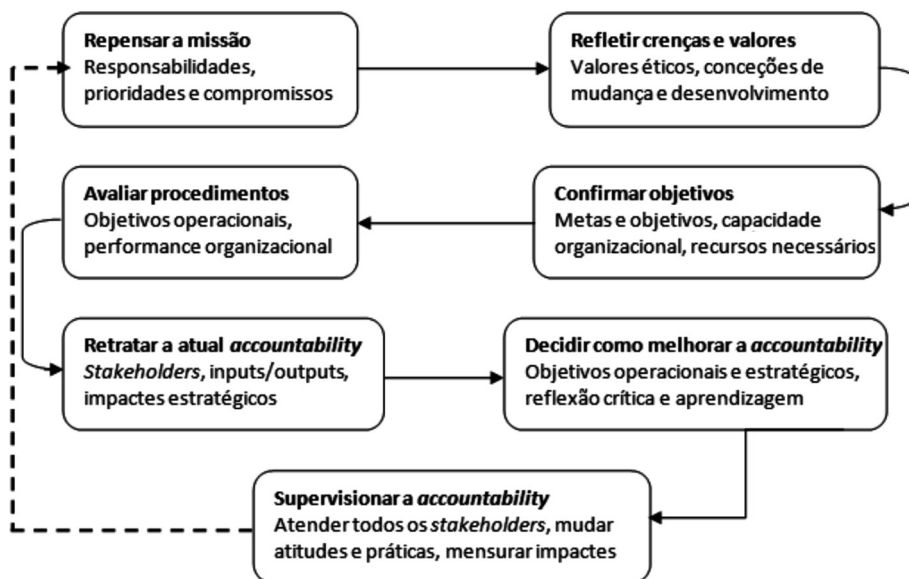 Repensar a missão
Responsabilidades,
prioridades e compromissos
Refletir crenças e valores
Valores éticos, conceções de
mudança e desenvolvimento
Confirmar objetivos
Metas e objetivos, capacidade
organizacional, recursos necessários
Avaliar procedimentos
Objetivos operacionais,
performance organizacional
Retratar a atual accountability
Stakeholders, inputs/outputs,
impactes estratégicos
Decidir como melhorar a accountability
Objetivos operacionais e estratégicos,
reflexão crítica e aprendizagem
Supervisionar a accountability
Atender todos os stakeholders, mudar
atitudes e práticas, mensurar impactes